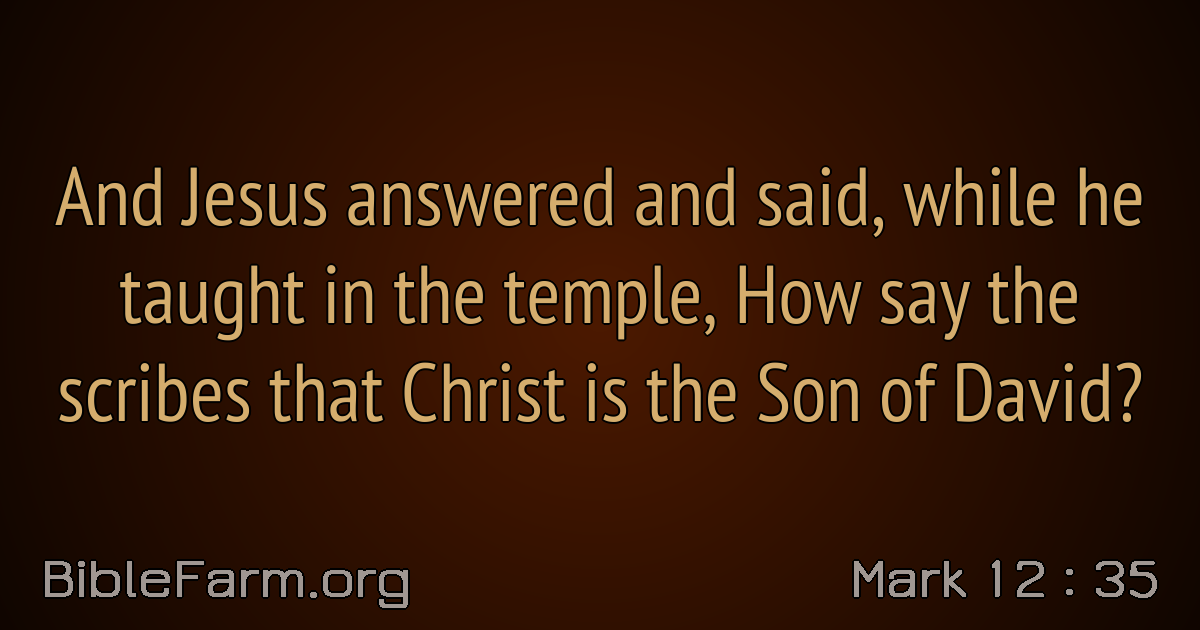 And Jesus answered and said, while he
taught in the temple, How say the
scribes that Christ is the Son of David?
BibleFarm.org
Mark 12 : 35